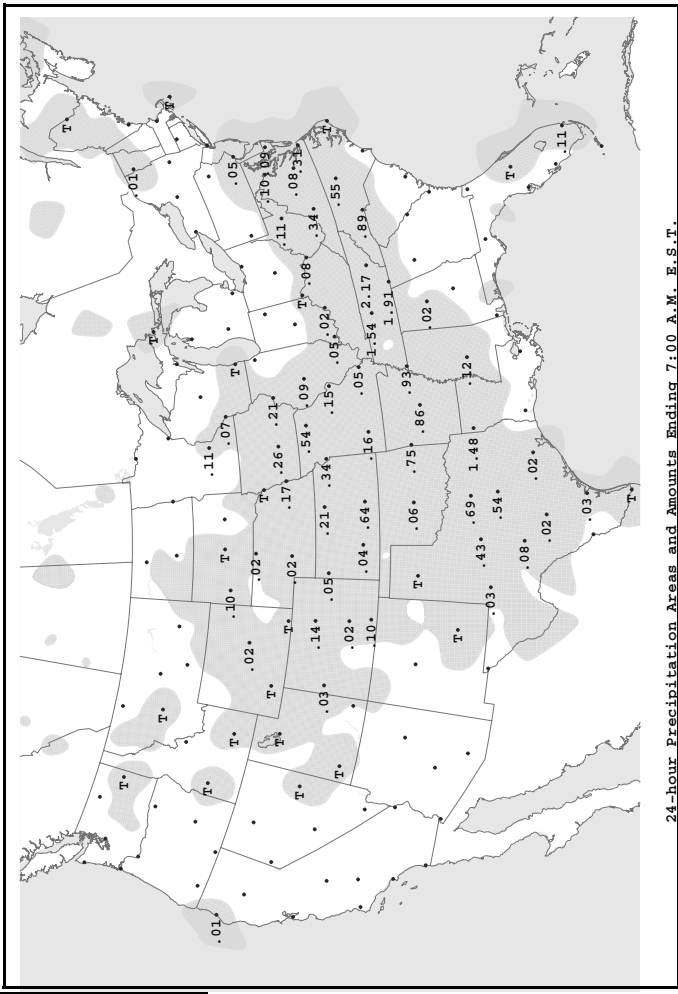 T
T
.01
T
T
T
T
.11
.01
T
.07
.10
.05
T
T
.02
.02
T
.10
.09
T
.21
.26
T
.11
.17
T
.02
.08
.31
T
T
.09
.54
.08
.34
.14
.03
.21
.02
.34
T
.05
.15
.05
.55
T
.02
.05
.89
.04
.64
2.17
.16
.10
1.54
1.91
.93
.75
.06
T
.86
.02
T
.12
.69
1.48
.43
.03
.54
T
.08
.02
.02
.11
.03
T
24-hour Precipitation Areas and Amounts Ending 7:00 A.M. E.S.T.